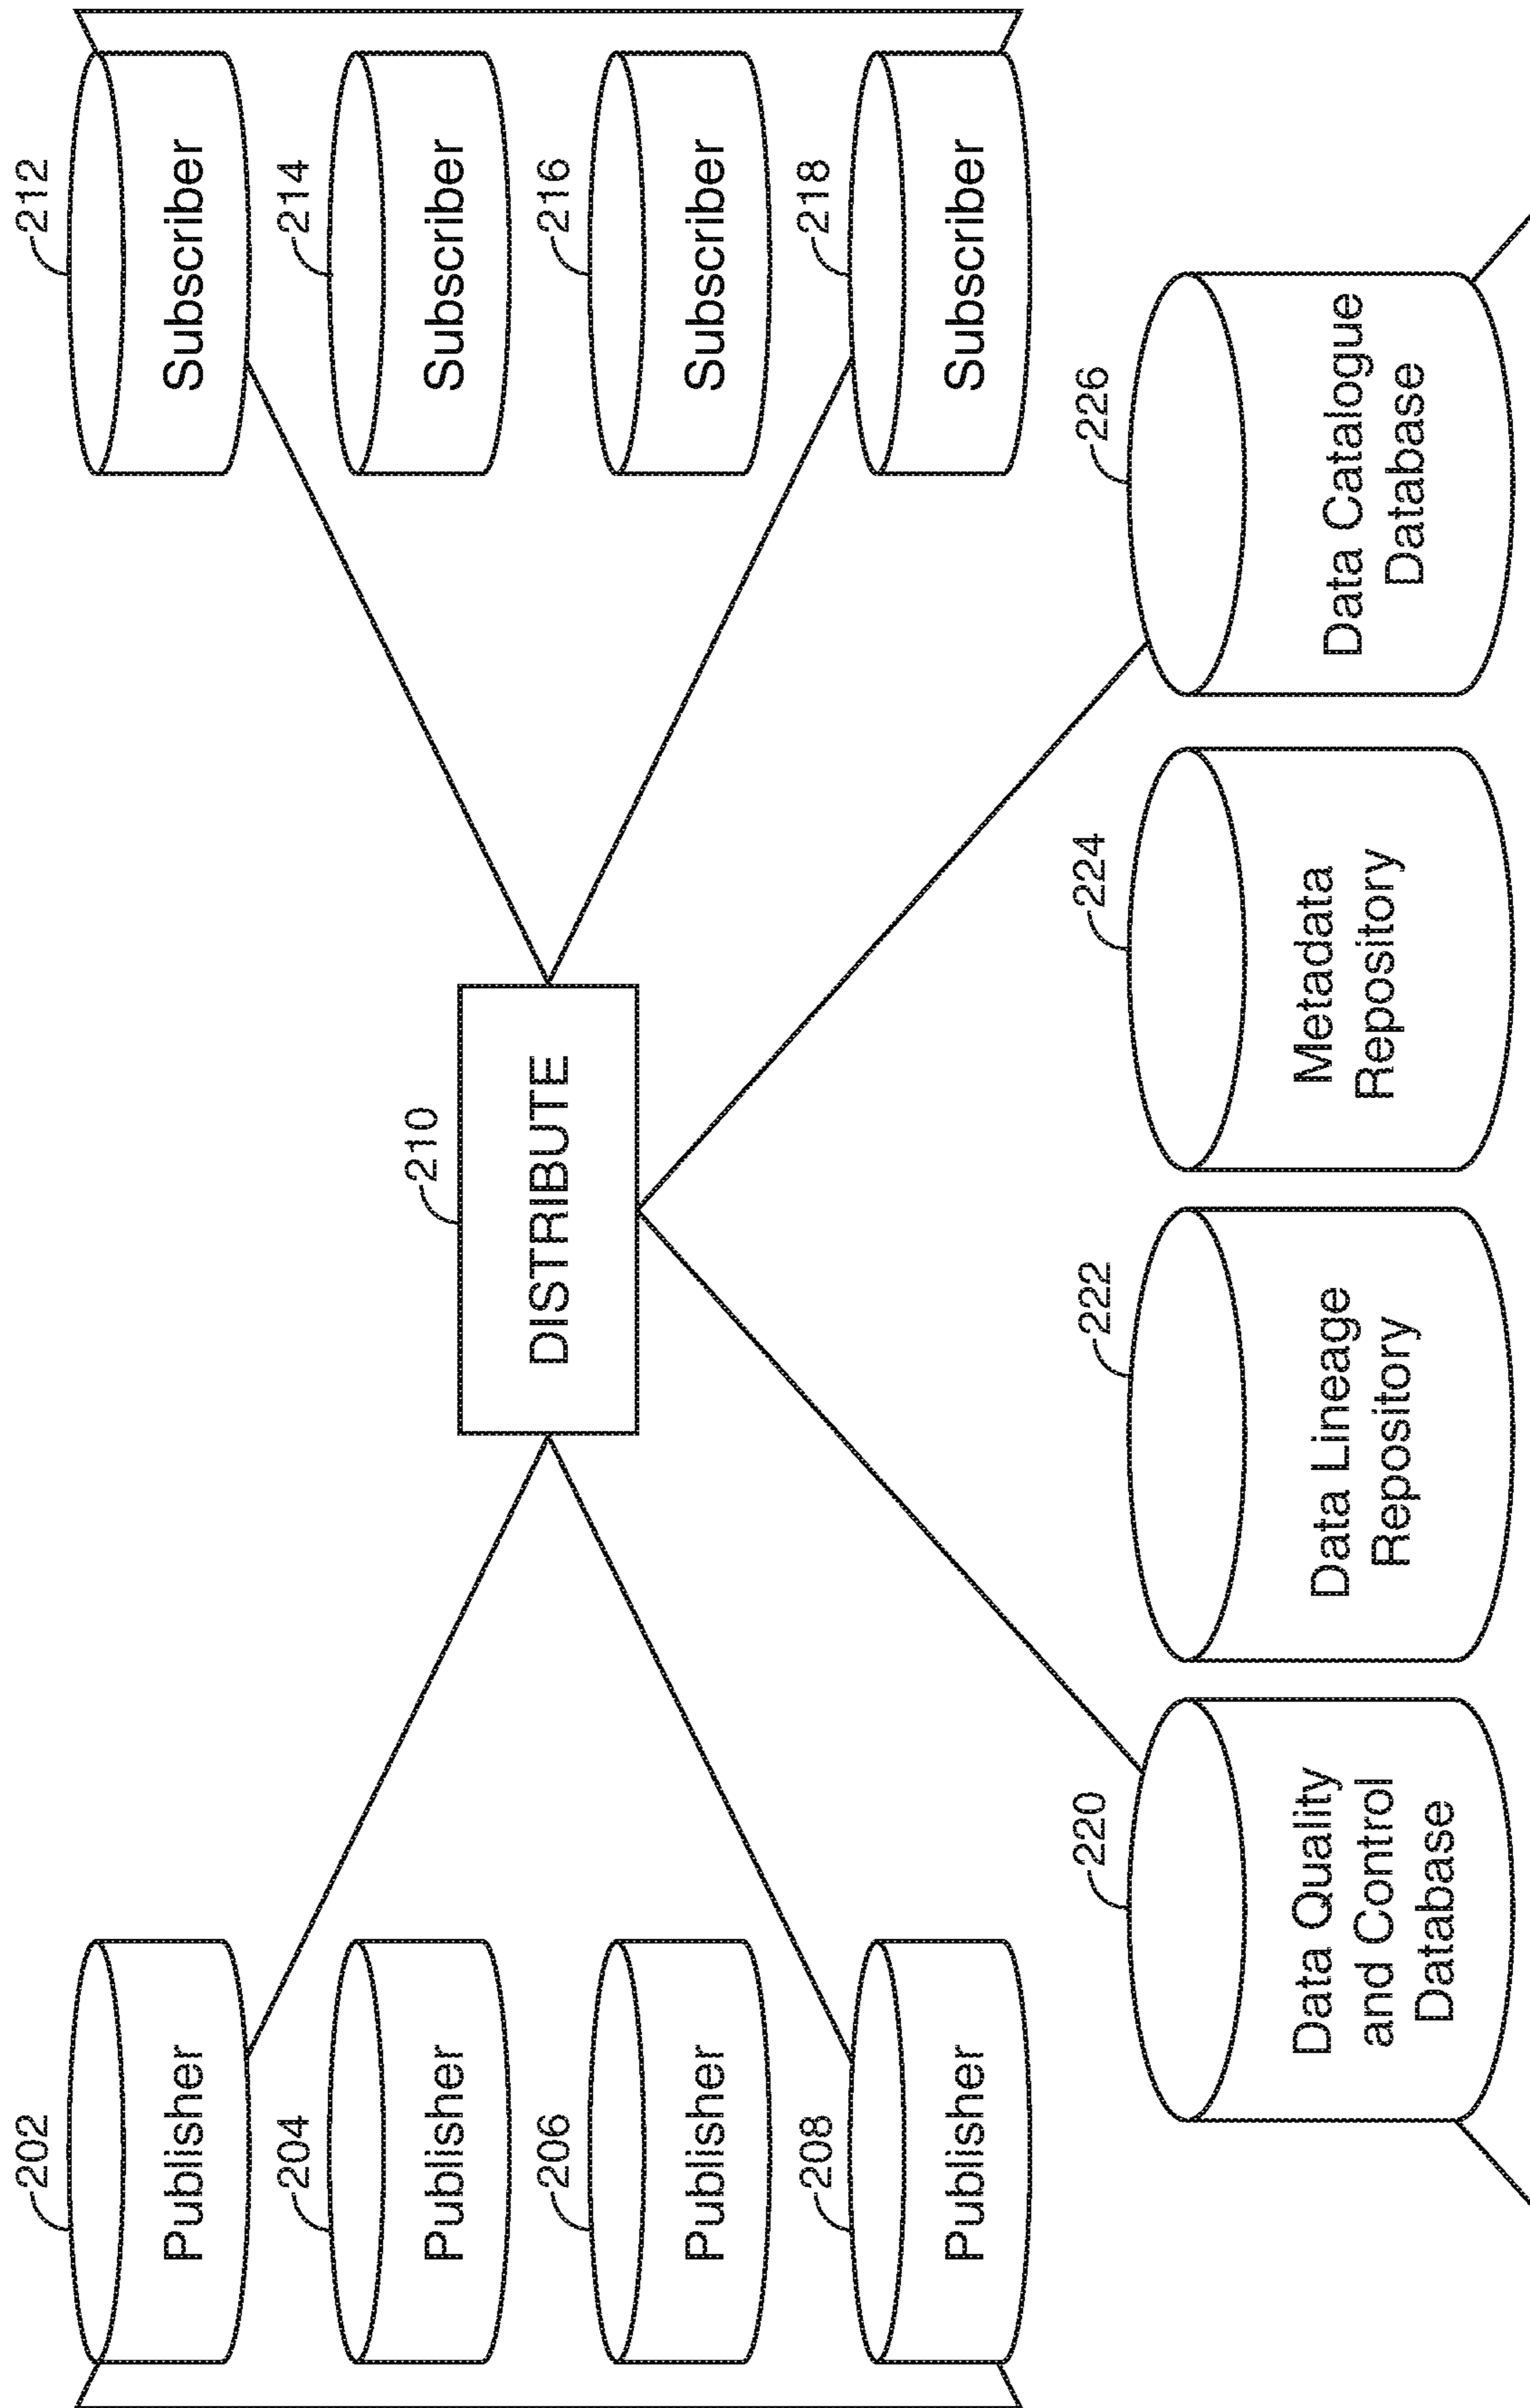 202
Publisher
204
Publisher
206
Publisher
208
Publisher
210
DISTRIBUTE
212
Subscriber
214
Subscriber
216
Subscriber
218
Subscriber
220
Data Quality
and Control
Database
222
Data Lineage
Repository
224
Metadata
Repository
226
Data Catalogue
Database